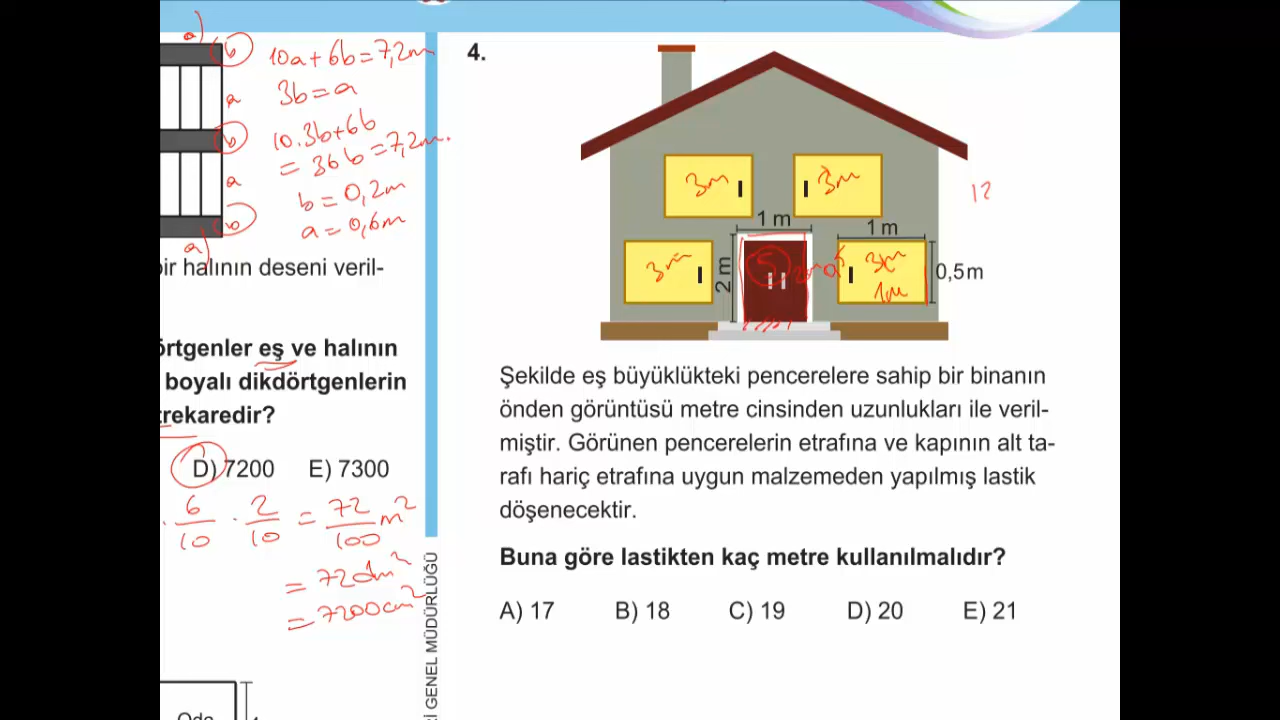 a)
b
10a+6b=7,2m
3b=a
a
b
10.3b+6b
=36b=7,2m.
a
b=0,2m
b
a=0,6m
a)
ir halının deseni veril-
örtgenler eş ve halının
boyalı dikdörtgenlerin
trekaredir?
D) 7200 E) 7300
. 6/10 . 2/10 = 72/100 m²
= 72dm²
= 7200cm²
Oda
İ GENEL MÜDÜRLÜĞÜ
4.
3m
3m
12
1 m
1 m
3m
2 m
5
3m
1m
0,5m
Şekilde eş büyüklükteki pencerelere sahip bir binanın
önden görüntüsü metre cinsinden uzunlukları ile veril-
miştir. Görünen pencerelerin etrafına ve kapının alt ta-
rafı hariç etrafına uygun malzemeden yapılmış lastik
döşenecektir.
Buna göre lastikten kaç metre kullanılmalıdır?
A) 17 B) 18 C) 19 D) 20 E) 21